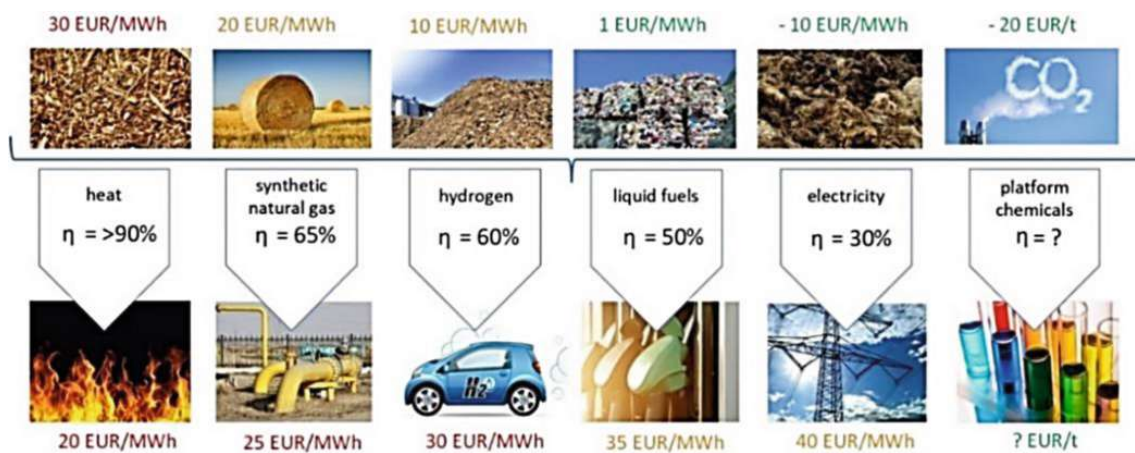 30 EUR/MWh
20 EUR/MWh
10 EUR/MWh
1 EUR/MWh
- 10 EUR/MWh
- 20 EUR/t
CO2
heat
η = >90%
synthetic
natural gas
η = 65%
hydrogen
η = 60%
liquid fuels
η = 50%
electricity
η = 30%
platform
chemicals
η = ?
H2
20 EUR/MWh
25 EUR/MWh
30 EUR/MWh
35 EUR/MWh
40 EUR/MWh
? EUR/t